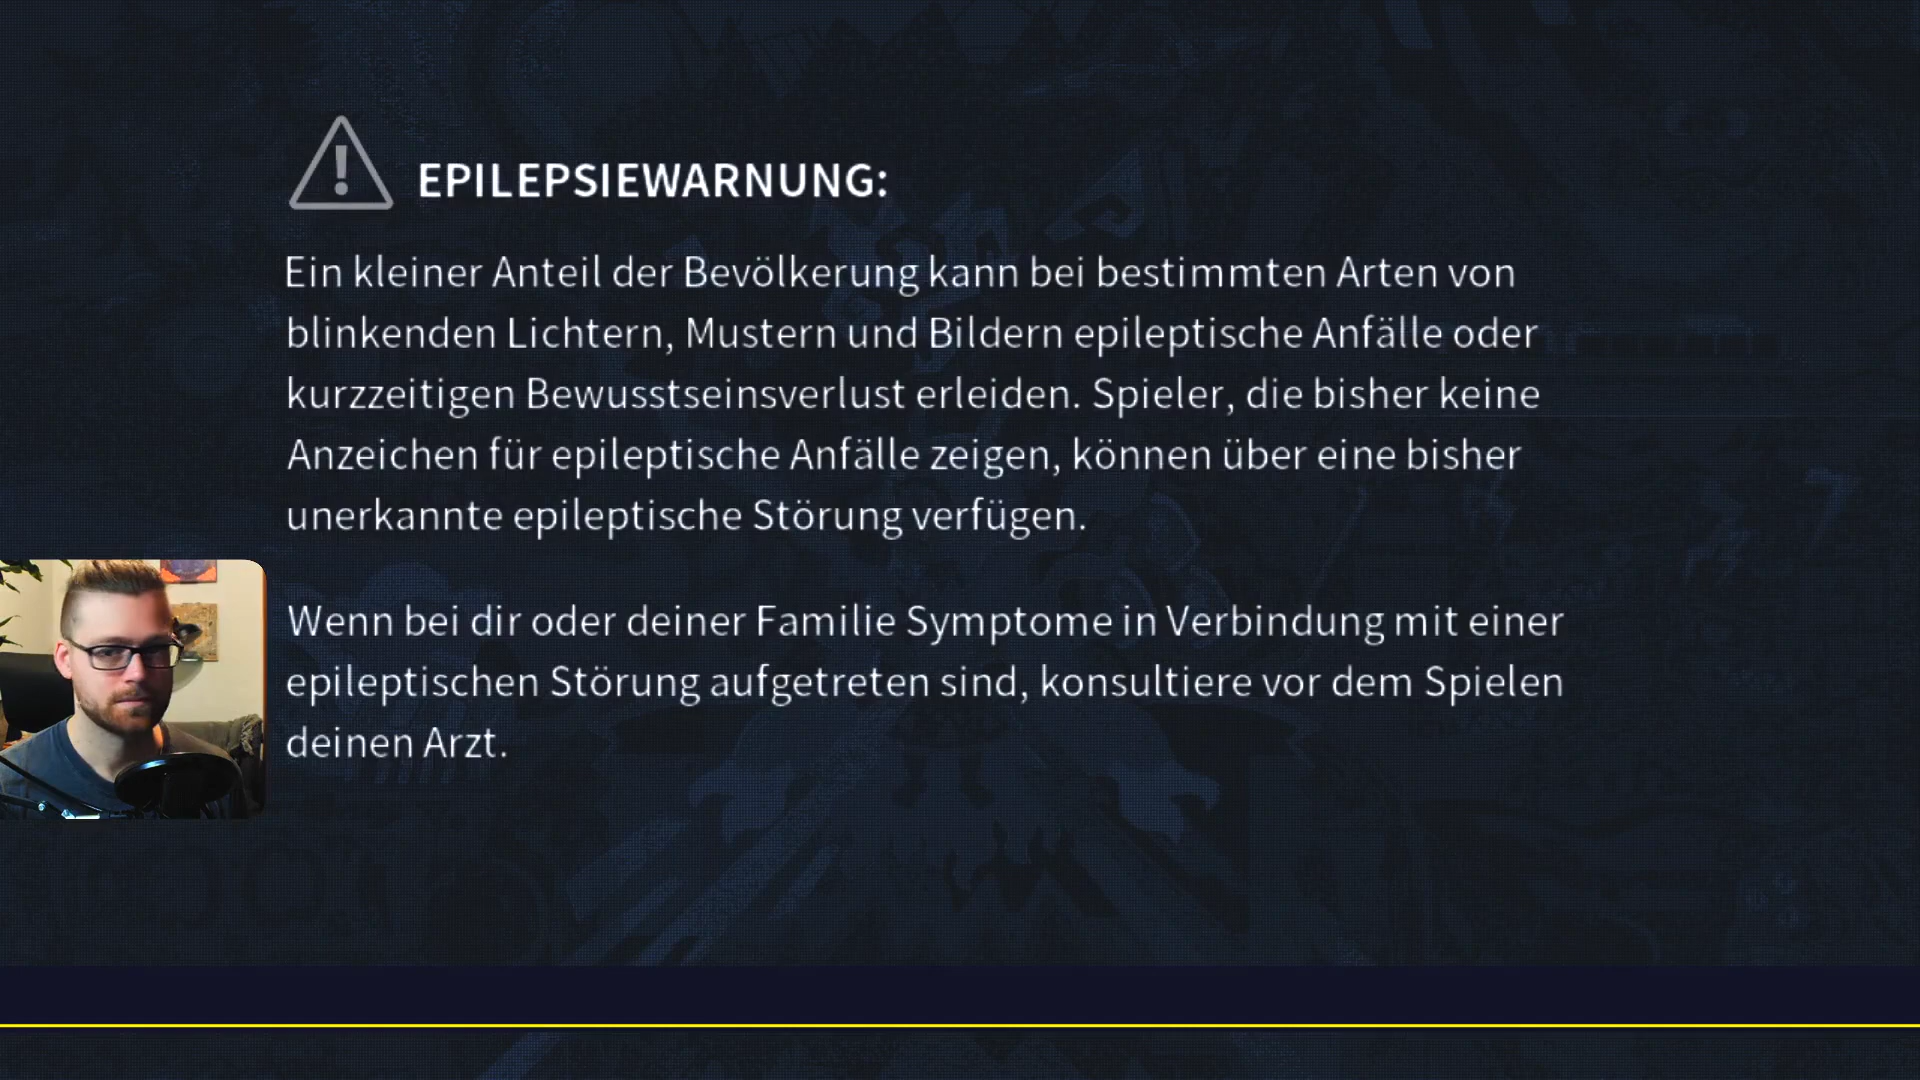 EPILEPSIEWARNUNG:
Ein kleiner Anteil der Bevölkerung kann bei bestimmten Arten von
blinkenden Lichtern, Mustern und Bildern epileptische Anfälle oder
kurzzeitigen Bewusstseinsverlust erleiden. Spieler, die bisher keine
Anzeichen für epileptische Anfälle zeigen, können über eine bisher
unerkannte epileptische Störung verfügen.
Wenn bei dir oder deiner Familie Symptome in Verbindung mit einer
epileptischen Störung aufgetreten sind, konsultiere vor dem Spielen
deinen Arzt.